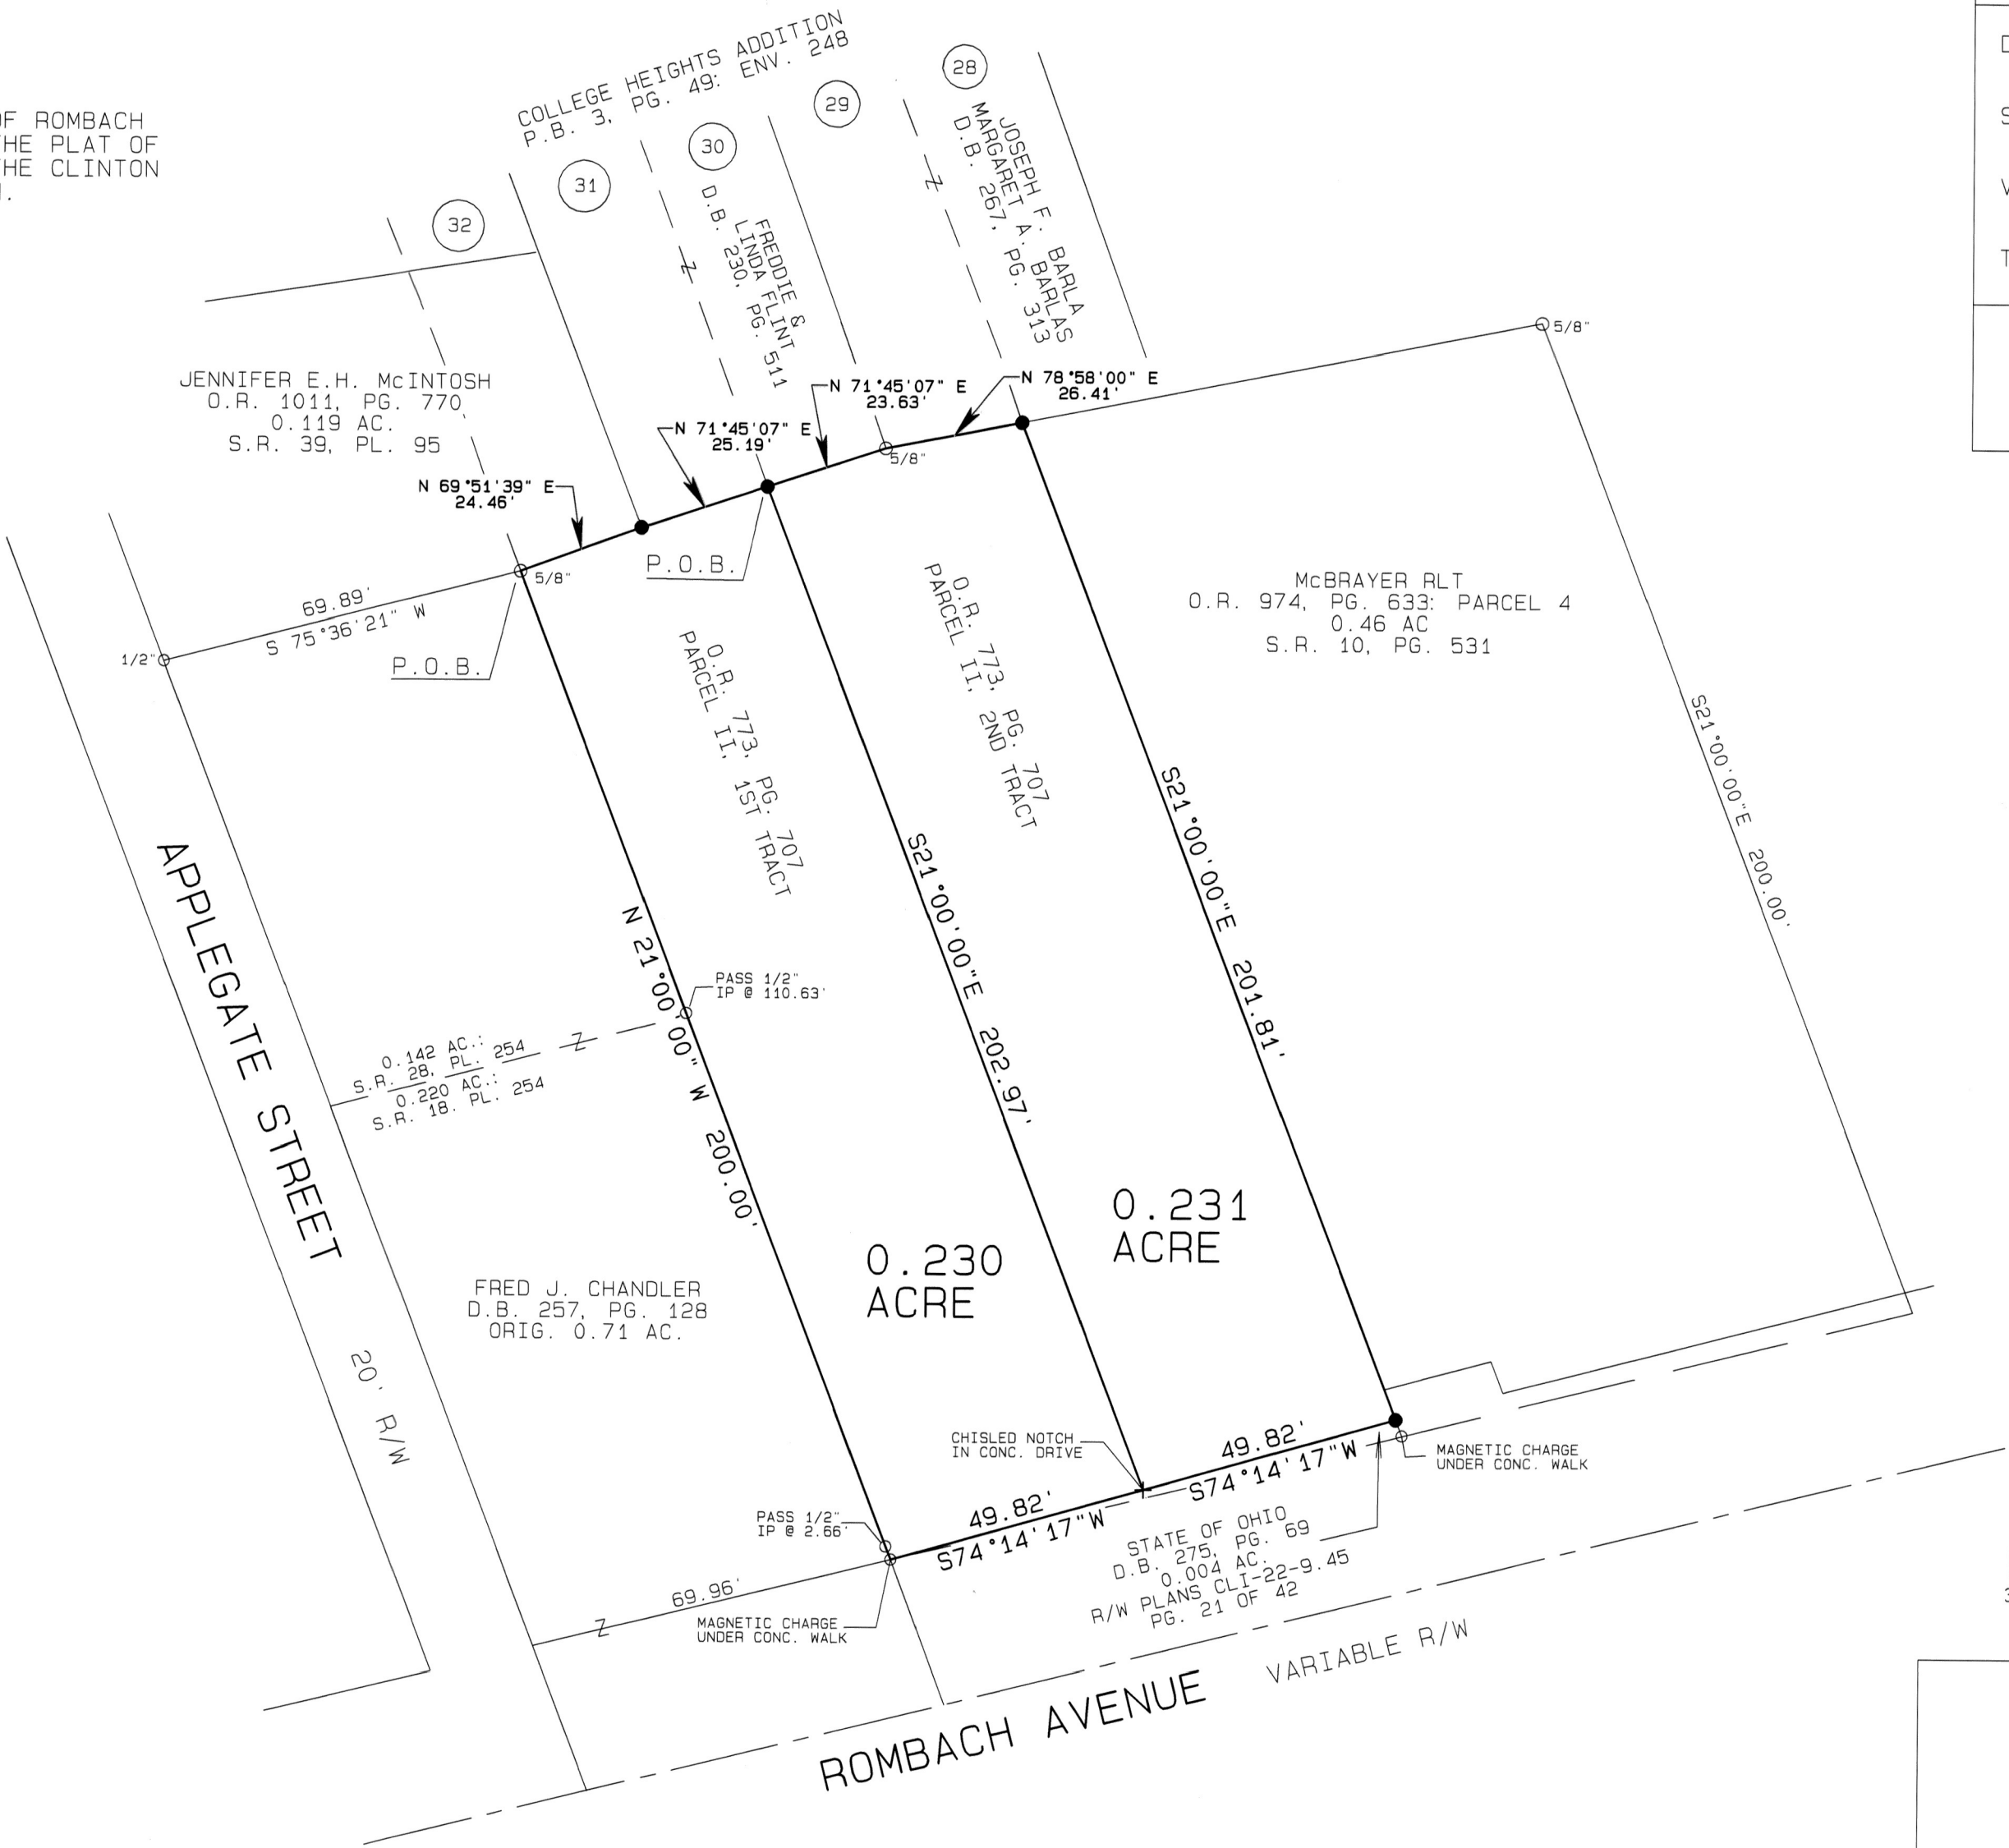 COLLEGE HEIGHTS ADDITION
P.B. 3, PG. 49: ENV. 248
OF ROMBACH
THE PLAT OF
THE CLINTON
28
29
30
31
32
JOSEPH F. BARLA
MARGARET A. BARLAS
D.B. 267, PG. 313
FREDDIE &
LINDA FLINT
D.B. 230, PG. 511
JENNIFER E.H. McINTOSH
O.R. 1011, PG. 770
0.119 AC.
S.R. 39, PL. 95
N 69°51'39" E
24.46'
N 71°45'07" E
25.19'
N 71°45'07" E
23.63'
N 78°58'00" E
26.41'
5/8"
5/8"
5/8"
1/2"
69.89'
S 75°36'21" W
P.O.B.
P.O.B.
O.R. 773, PG. 707
PARCEL II, 1ST TRACT
O.R. 773, PG. 707
PARCEL II, 2ND TRACT
McBRAYER RLT
O.R. 974, PG. 633: PARCEL 4
0.46 AC
S.R. 10, PG. 531
S21°00'00"E 200.00'
S21°00'00"E 201.81'
S21°00'00"E 202.97'
N 21°00'00" W 200.00'
PASS 1/2"
IP @ 110.63'
0.142 AC.:
S.R. 28, PL. 254
0.220 AC.:
S.R. 18. PL. 254
APPLEGATE STREET
20' R/W
FRED J. CHANDLER
D.B. 257, PG. 128
ORIG. 0.71 AC.
0.230
ACRE
0.231
ACRE
CHISLED NOTCH
IN CONC. DRIVE
49.82'
S74°14'17"W
49.82'
S74°14'17"W
MAGNETIC CHARGE
UNDER CONC. WALK
PASS 1/2"
IP @ 2.66'
69.96'
MAGNETIC CHARGE
UNDER CONC. WALK
STATE OF OHIO
D.B. 275, PG. 69
0.004 AC.
R/W PLANS CLI-22-9.45
PG. 21 OF 42
ROMBACH AVENUE
VARIABLE R/W